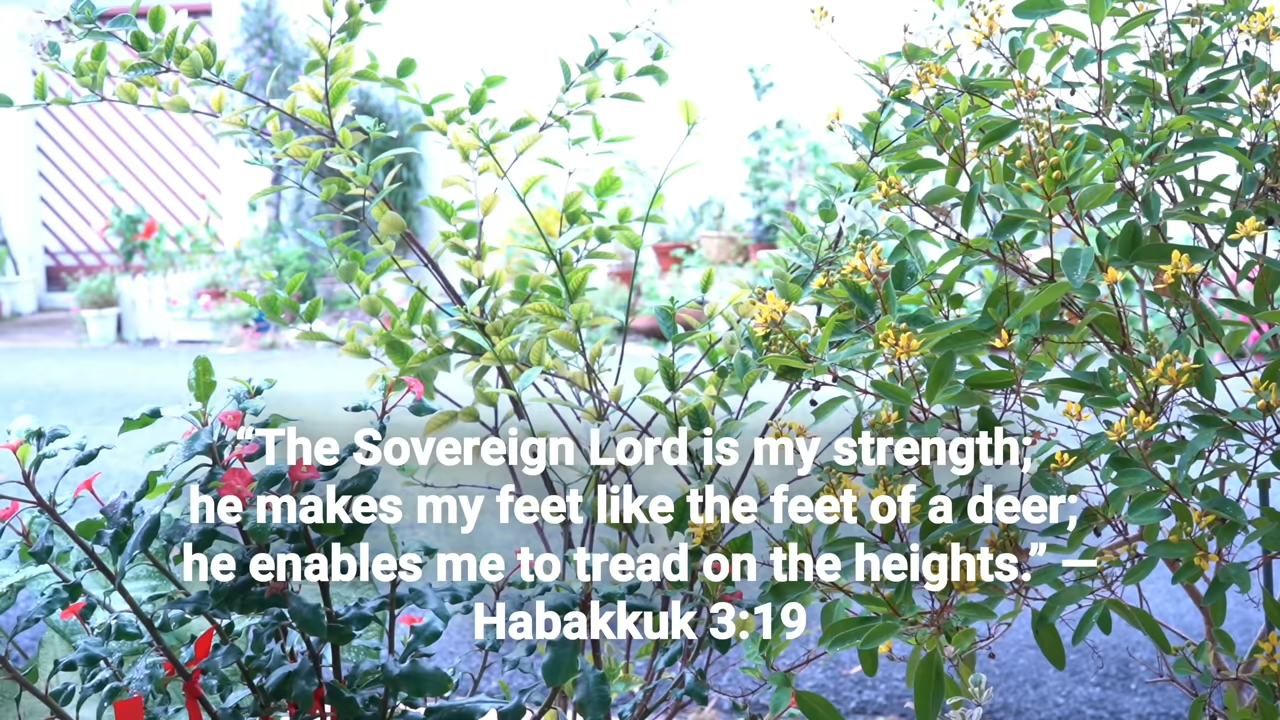 “The Sovereign Lord is my strength;
he makes my feet like the feet of a deer;
he enables me to tread on the heights.” —
Habakkuk 3:19